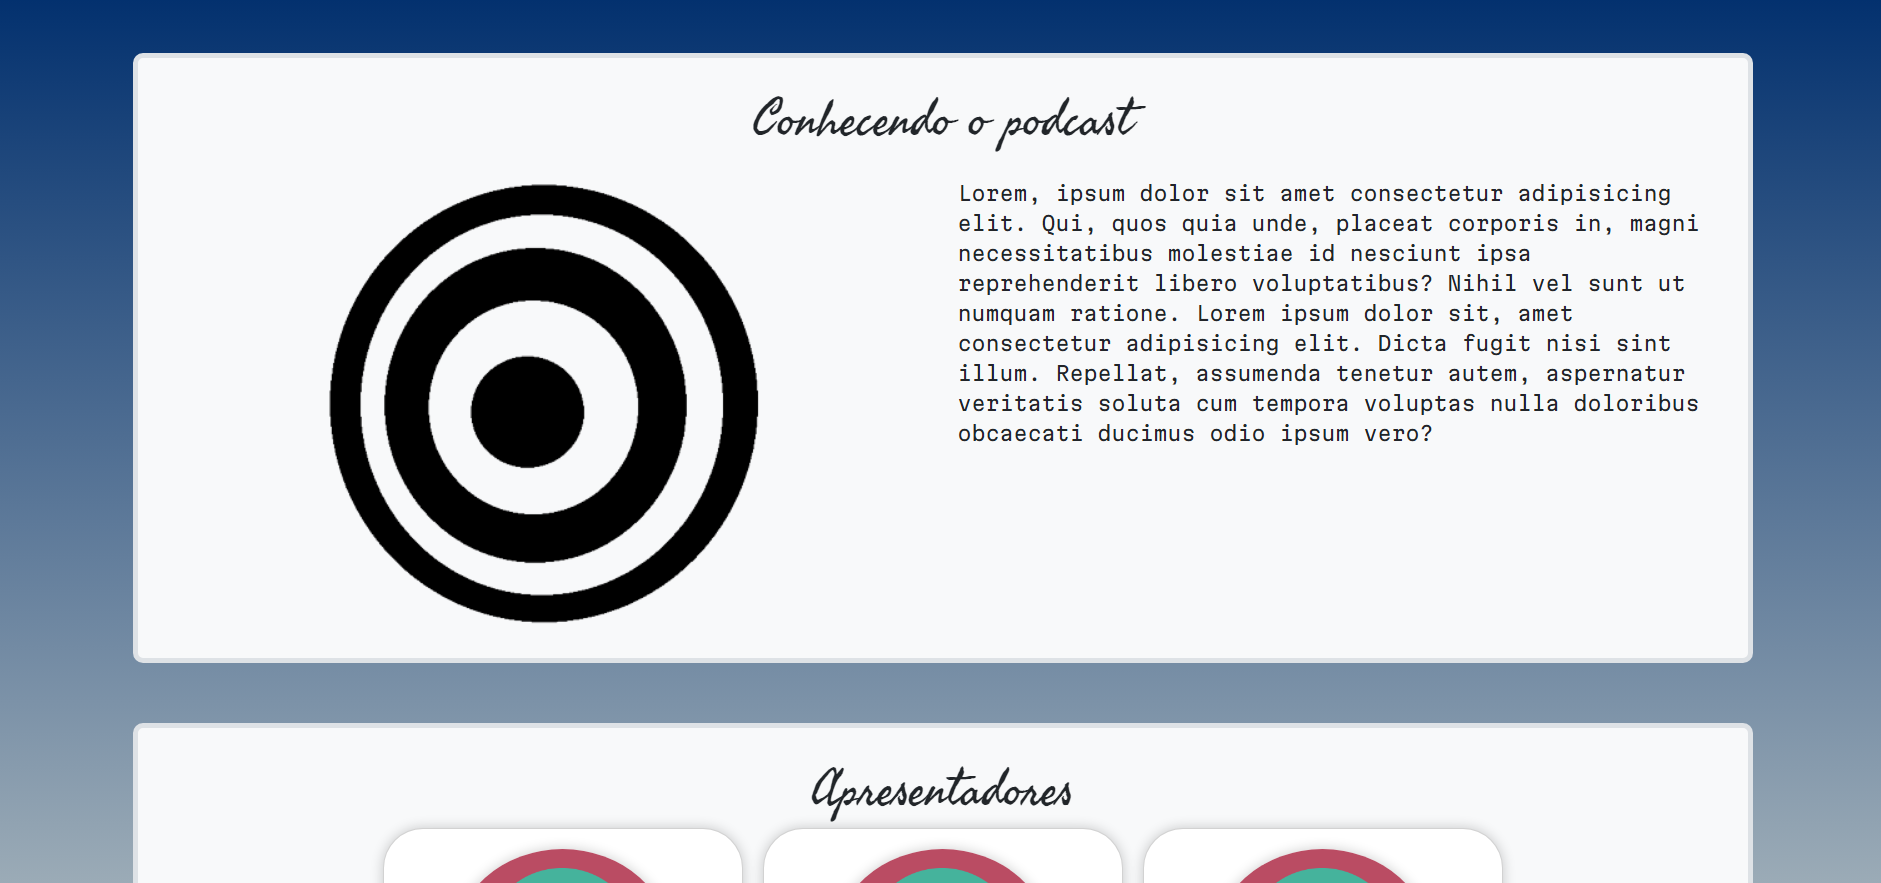 Conhecendo o podcast
Lorem, ipsum dolor sit amet consectetur adipisicing
elit. Qui, quos quia unde, placeat corporis in, magni
necessitatibus molestiae id nesciunt ipsa
reprehenderit libero voluptatibus? Nihil vel sunt ut
numquam ratione. Lorem ipsum dolor sit, amet
consectetur adipisicing elit. Dicta fugit nisi sint
illum. Repellat, assumenda tenetur autem, aspernatur
veritatis soluta cum tempora voluptas nulla doloribus
obcaecati ducimus odio ipsum vero?
Apresentadores